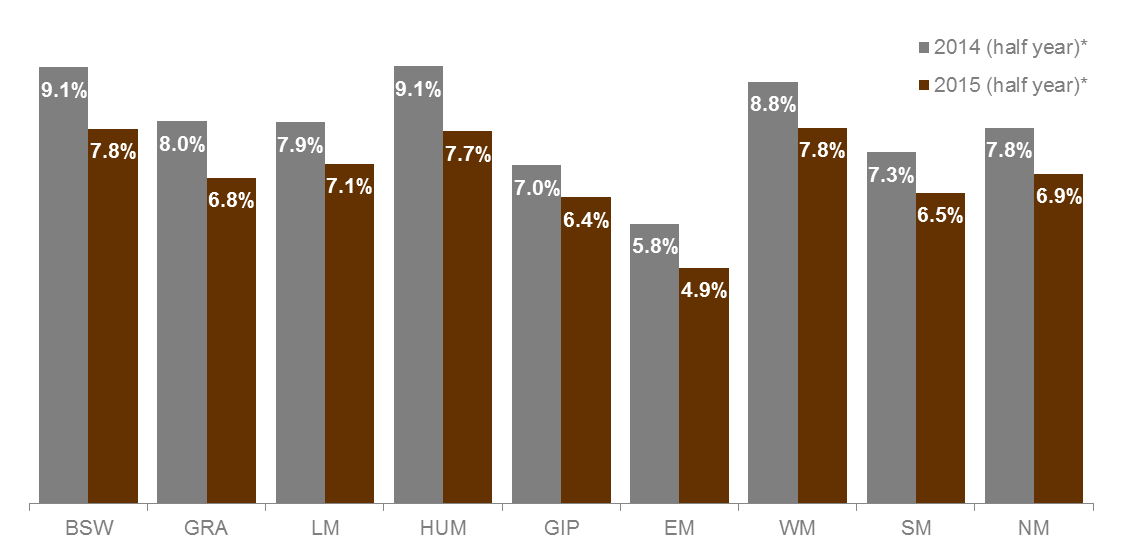 2014 (half year)*
2015 (half year)*
9.1% 7.8% 8.0% 6.8% 7.9% 7.1% 9.1% 7.7% 7.0% 6.4% 5.8% 4.9% 8.8% 7.8% 7.3% 6.5% 7.8% 6.9%
BSW GRA LM HUM GIP EM WM SM NM